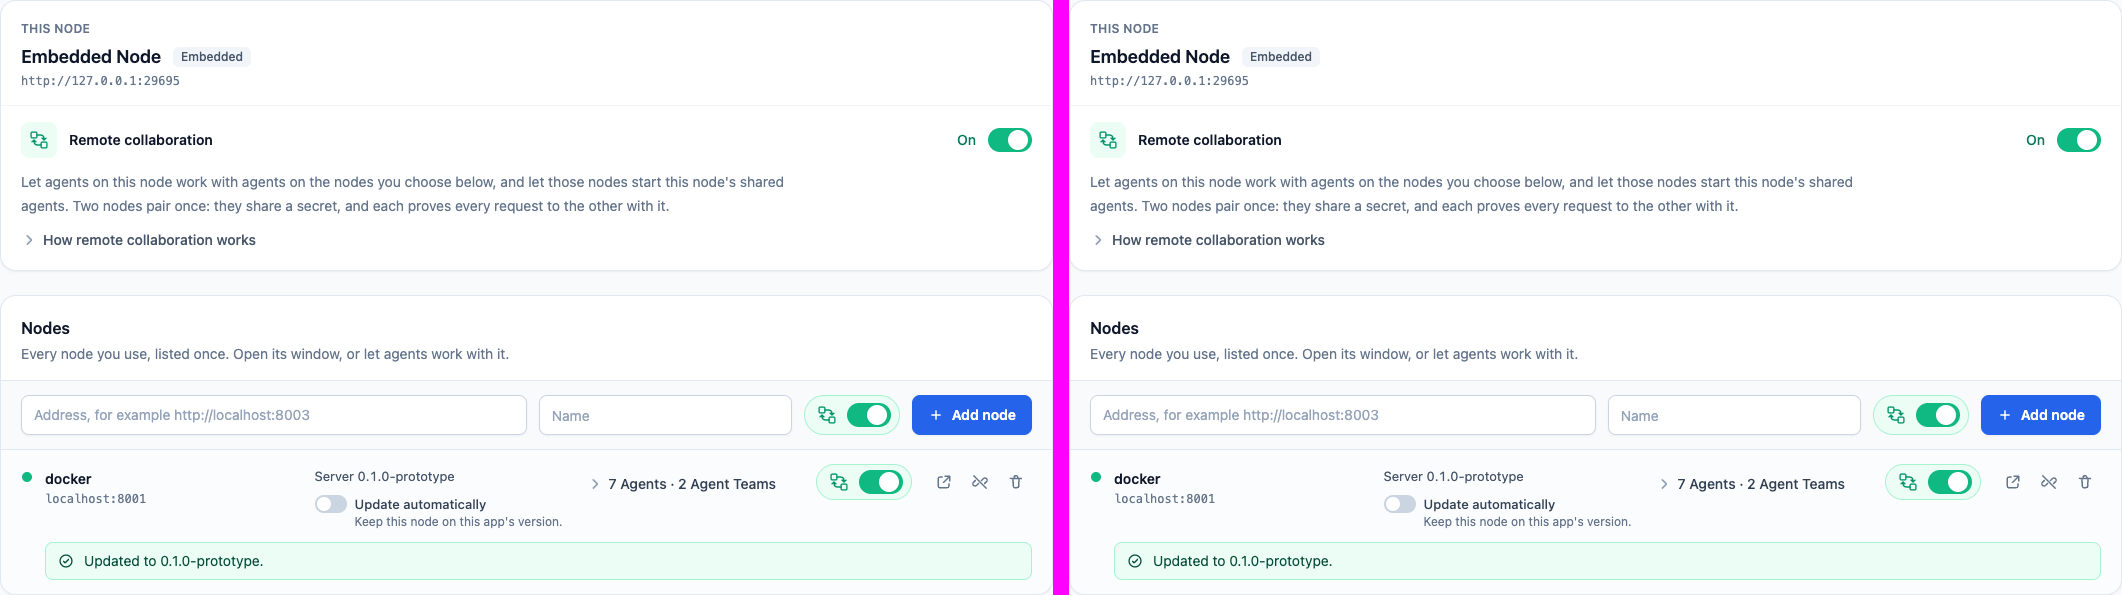 THIS NODE
Embedded Node Embedded
http://127.0.0.1:29695
Remote collaboration On
Let agents on this node work with agents on the nodes you choose below, and let those nodes start this node's shared
agents. Two nodes pair once: they share a secret, and each proves every request to the other with it.
How remote collaboration works
Nodes
Every node you use, listed once. Open its window, or let agents work with it.
Address, for example http://localhost:8003 Name + Add node
docker
localhost:8001
Server 0.1.0-prototype
Update automatically
Keep this node on this app's version.
7 Agents · 2 Agent Teams
Updated to 0.1.0-prototype.
THIS NODE
Embedded Node Embedded
http://127.0.0.1:29695
Remote collaboration On
Let agents on this node work with agents on the nodes you choose below, and let those nodes start this node's shared
agents. Two nodes pair once: they share a secret, and each proves every request to the other with it.
How remote collaboration works
Nodes
Every node you use, listed once. Open its window, or let agents work with it.
Address, for example http://localhost:8003 Name + Add node
docker
localhost:8001
Server 0.1.0-prototype
Update automatically
Keep this node on this app's version.
7 Agents · 2 Agent Teams
Updated to 0.1.0-prototype.